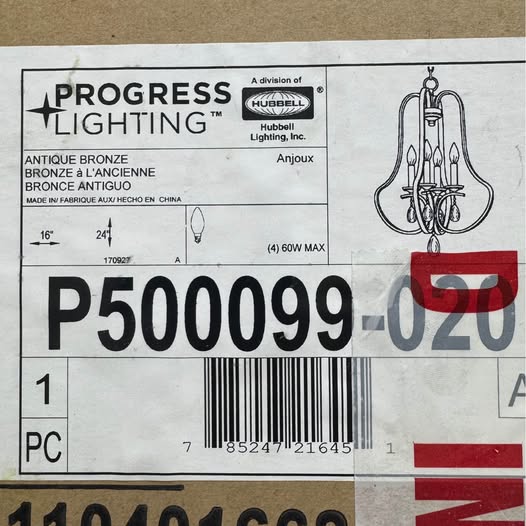 PROGRESS
LIGHTING™
A division of
HUBBELL®
Hubbell
Lighting, Inc.
ANTIQUE BRONZE
BRONZE à L'ANCIENNE
BRONCE ANTIGUO
Anjoux
MADE IN/ FABRIQUE AUX/ HECHO EN CHINA
16"
24"
170927
A
(4) 60W MAX
P500099-020
1
PC
7 85247 21645 1
D
IN